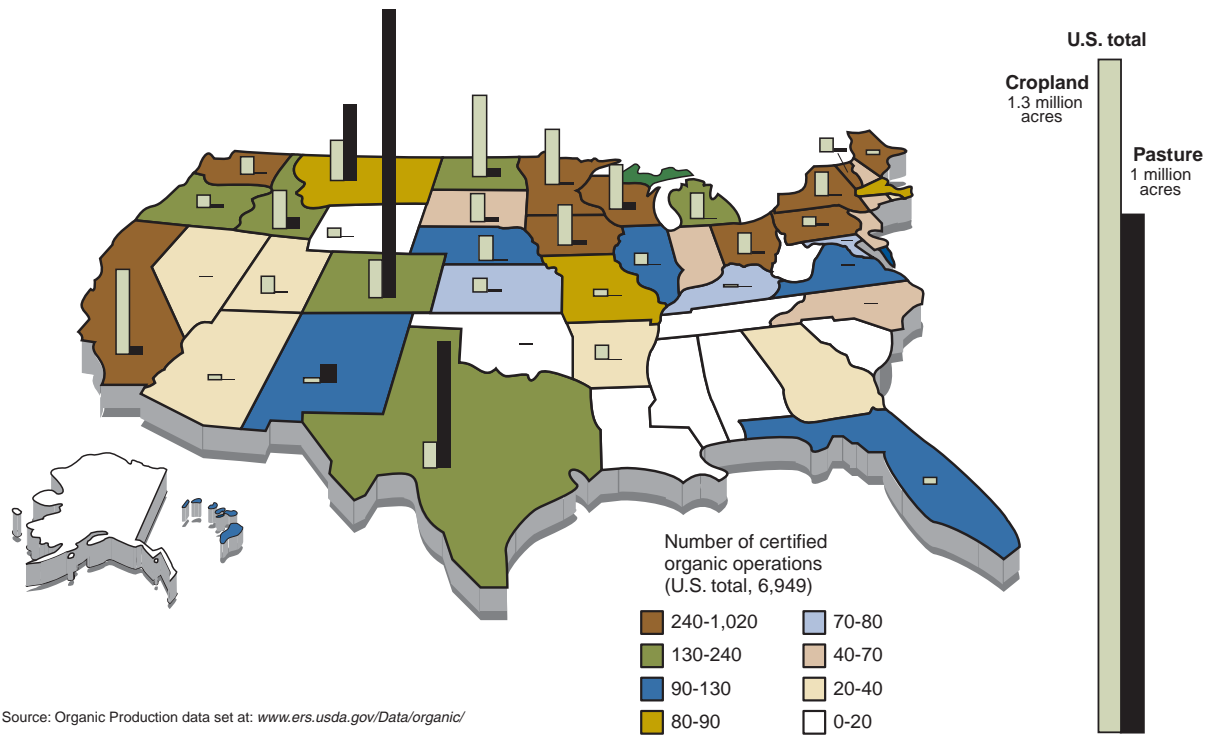 U.S. total
Cropland
1.3 million
acres
Pasture
1 million
acres
Number of certified
organic operations
(U.S. total, 6,949)
240-1,020
130-240
90-130
80-90
70-80
40-70
20-40
0-20
Source: Organic Production data set at: www.ers.usda.gov/Data/organic/